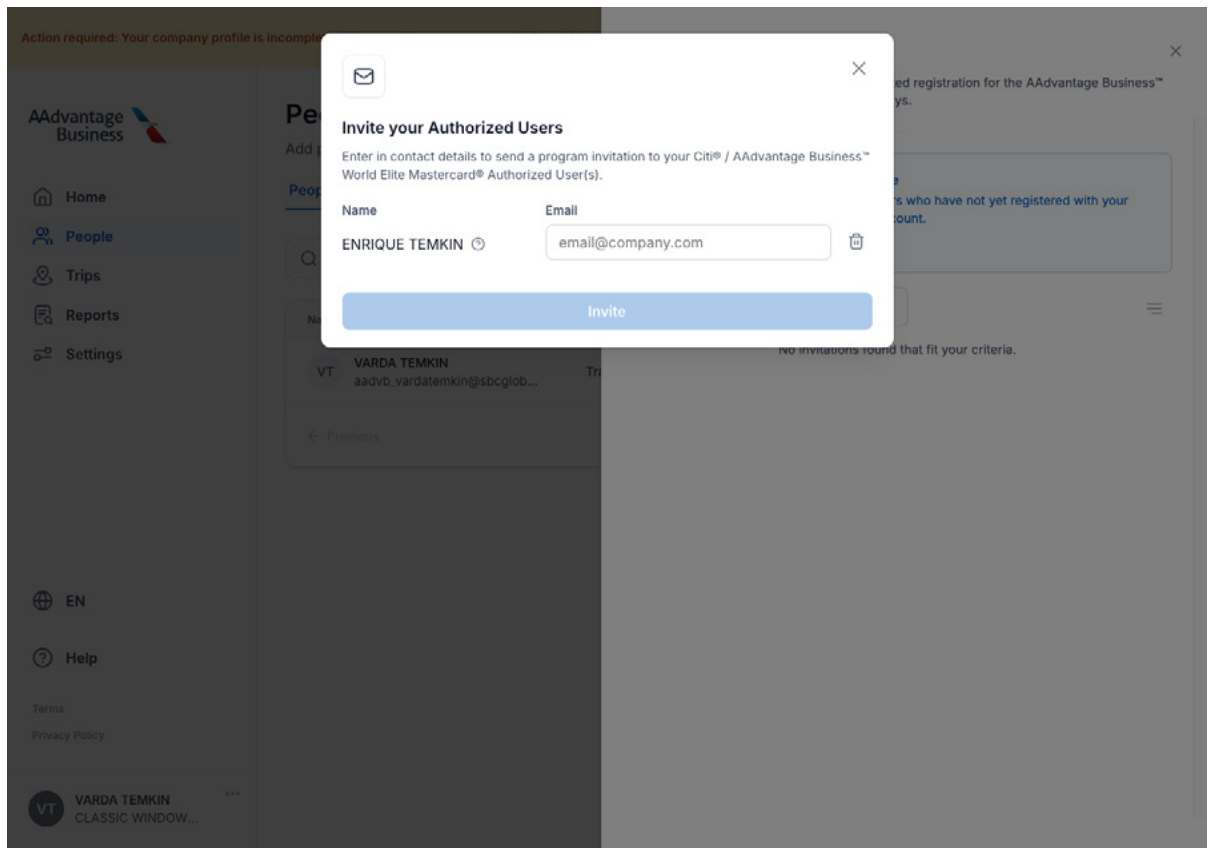 Action required: Your company profile is incomple
AAdvantage
Business
Home
People
Trips
Reports
Settings
EN
Help
Terms
Privacy Policy
VT
VARDA TEMKIN
CLASSIC WINDOW...
...
Pe
Add
Peop
VT
VARDA TEMKIN
aadvb_vardatemkin@sbcglob...
← Previous
Invite your Authorized Users
Enter in contact details to send a program invitation to your Citi® / AAdvantage Business™
World Elite Mastercard® Authorized User(s).
Name
Email
ENRIQUE TEMKIN
email@company.com
Invite
ed registration for the AAdvantage Business™
ys.
s who have not yet registered with your
ount.
No invitations found that fit your criteria.